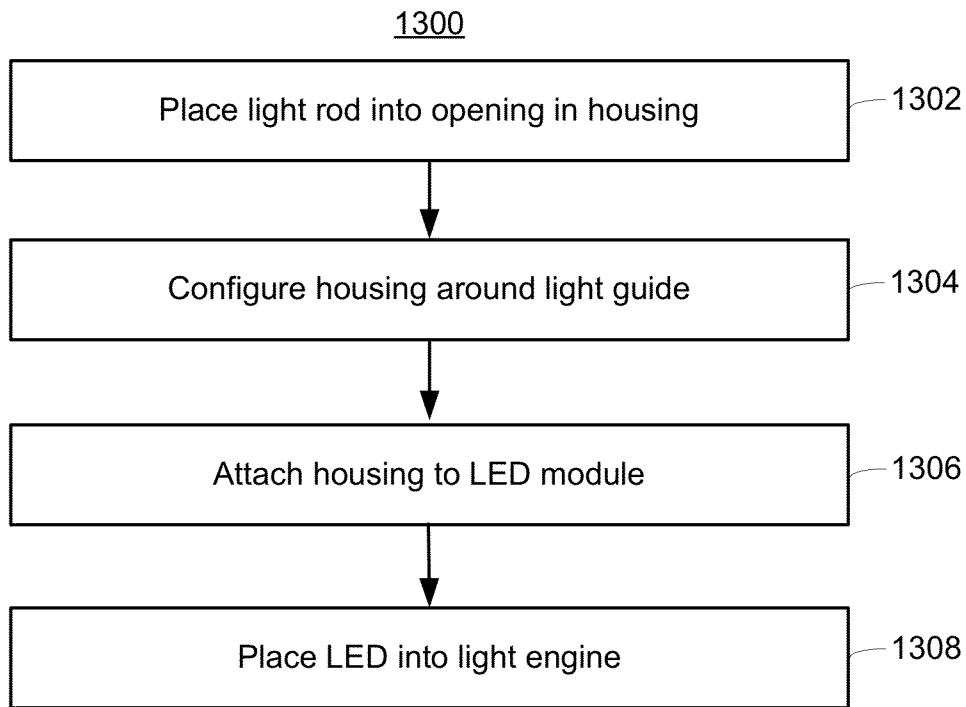 1300
Place light rod into opening in housing
1302
Configure housing around light guide
1304
Attach housing to LED module
1306
Place LED into light engine
1308